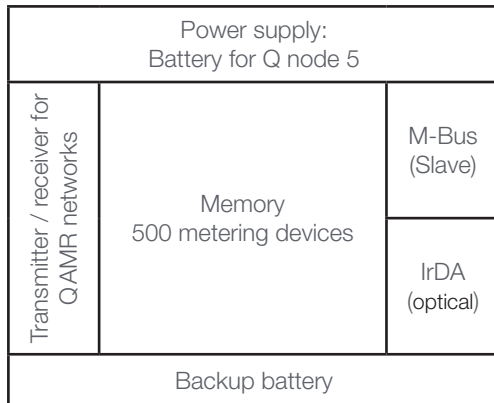 Power supply:
Battery for Q node 5
Transmitter / receiver for
Q AMR networks
Memory
500 metering devices
M-Bus
(Slave)
IrDA
(optical)
Backup battery